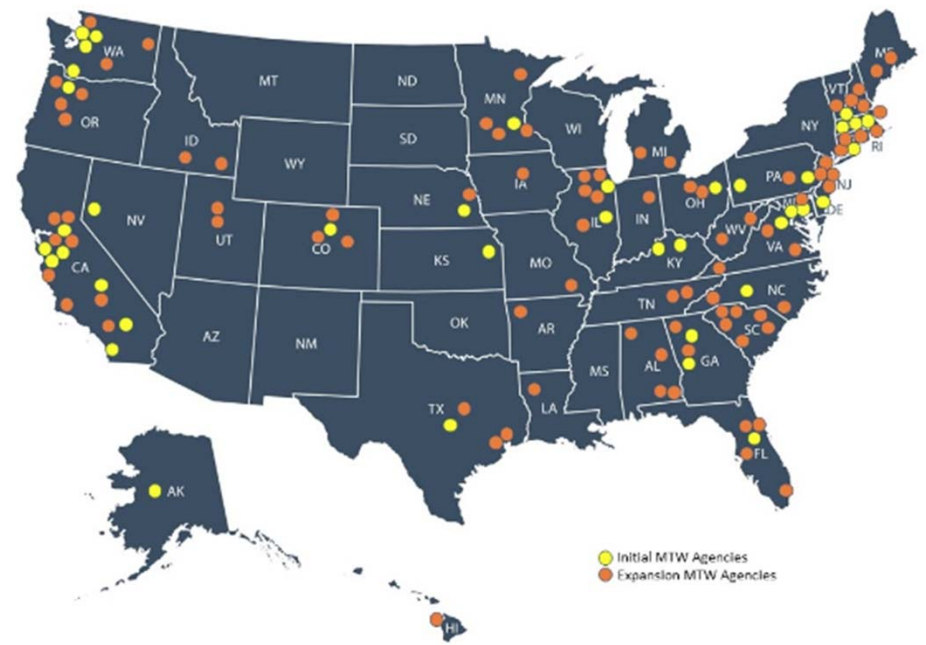 WA
MT
ND
MN
ME
VT
OR
ID
SD
WI
NY
MI
RI
WY
IA
PA
NJ
NE
NV
UT
IL
IN
OH
DE
CO
WV
CA
KS
MO
KY
VA
AZ
NM
OK
AR
TN
NC
SC
MS
AL
GA
TX
LA
FL
AK
Initial MTW Agencies
Expansion MTW Agencies
HI